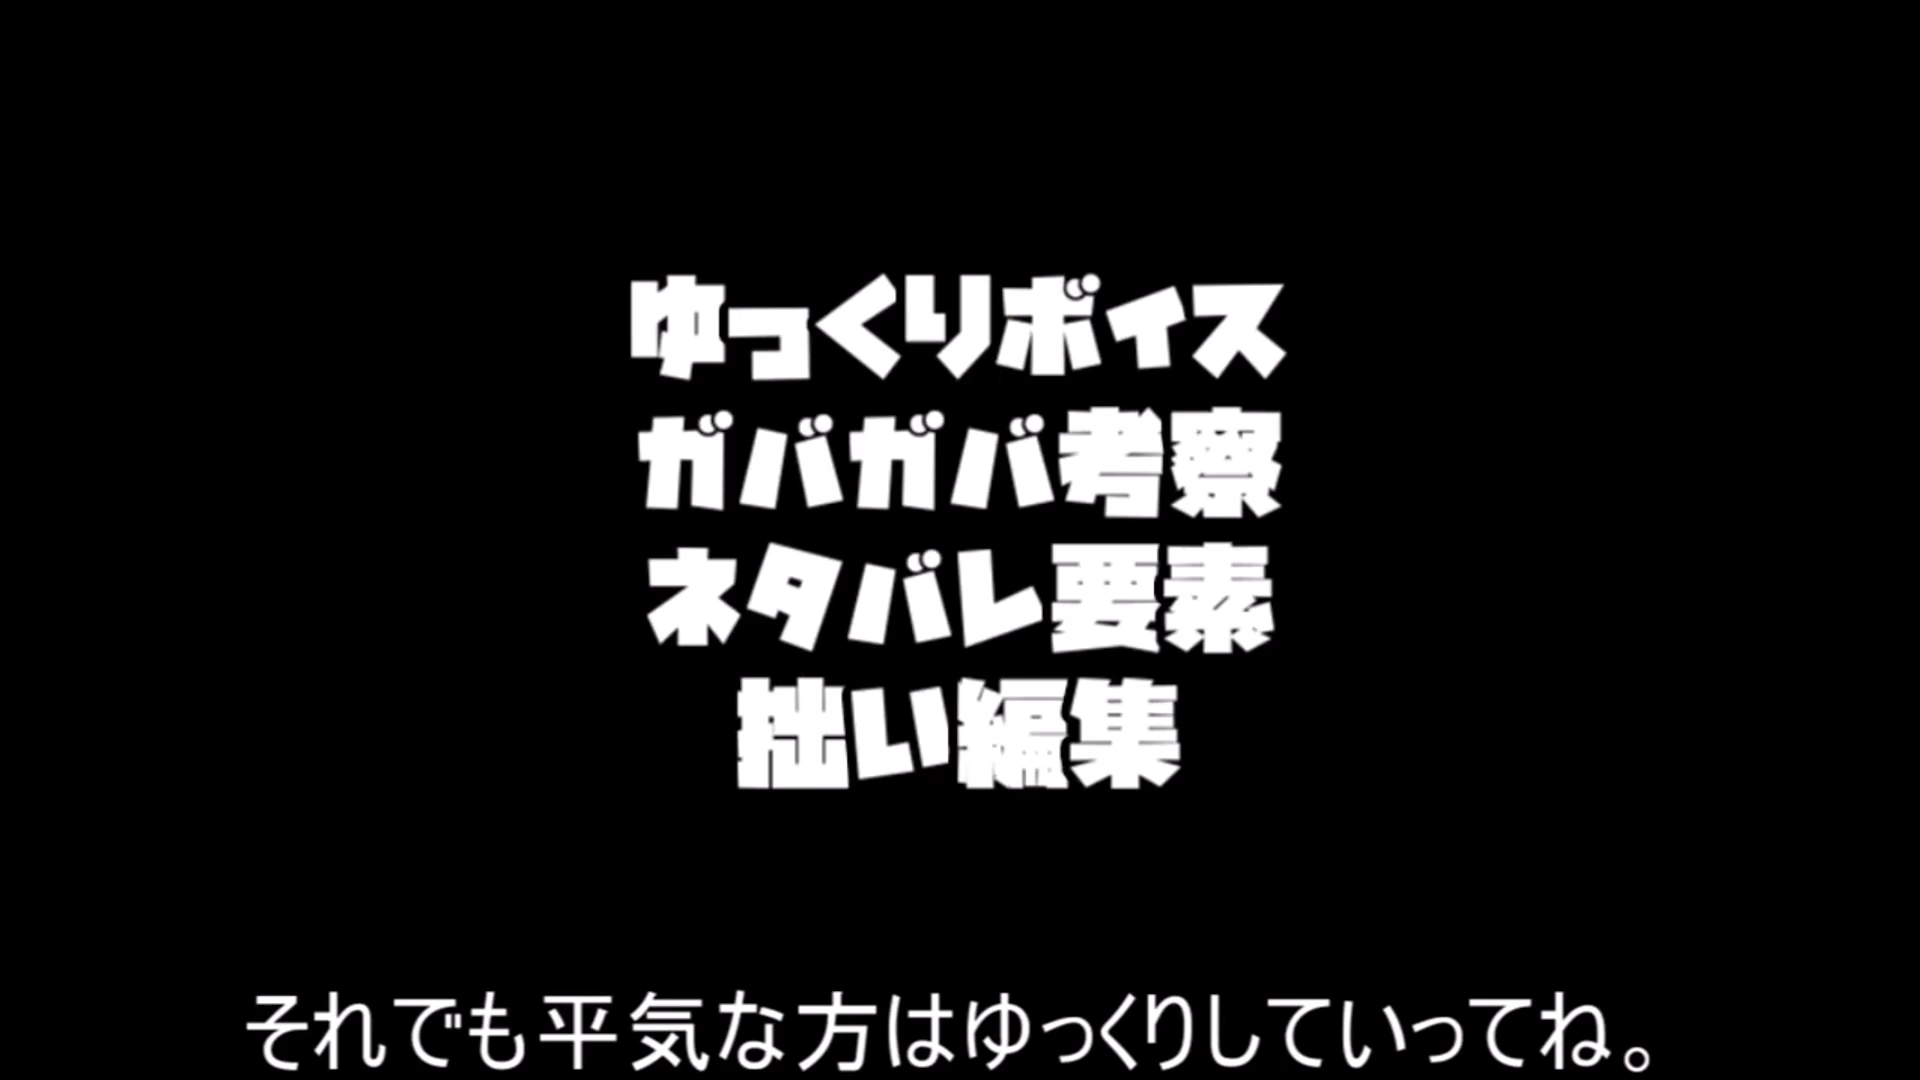 ゆっくりボイス
ガバガバ考察
ネタバレ要素
拙い編集
それでも平気な方はゆっくりしていってね。